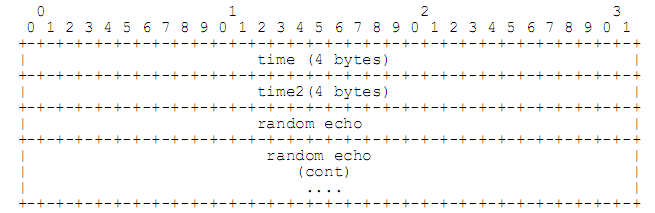 0                   1                   2                   3
0 1 2 3 4 5 6 7 8 9 0 1 2 3 4 5 6 7 8 9 0 1 2 3 4 5 6 7 8 9 0 1
+-+-+-+-+-+-+-+-+-+-+-+-+-+-+-+-+-+-+-+-+-+-+-+-+-+-+-+-+-+-+-+-+
|                        time (4 bytes)                         |
+-+-+-+-+-+-+-+-+-+-+-+-+-+-+-+-+-+-+-+-+-+-+-+-+-+-+-+-+-+-+-+-+
|                        time2(4 bytes)                         |
+-+-+-+-+-+-+-+-+-+-+-+-+-+-+-+-+-+-+-+-+-+-+-+-+-+-+-+-+-+-+-+-+
|                        random echo                            |
+-+-+-+-+-+-+-+-+-+-+-+-+-+-+-+-+-+-+-+-+-+-+-+-+-+-+-+-+-+-+-+-+
|                         random echo                           |
|                            (cont)                             |
|                             ....                              |
+-+-+-+-+-+-+-+-+-+-+-+-+-+-+-+-+-+-+-+-+-+-+-+-+-+-+-+-+-+-+-+-+